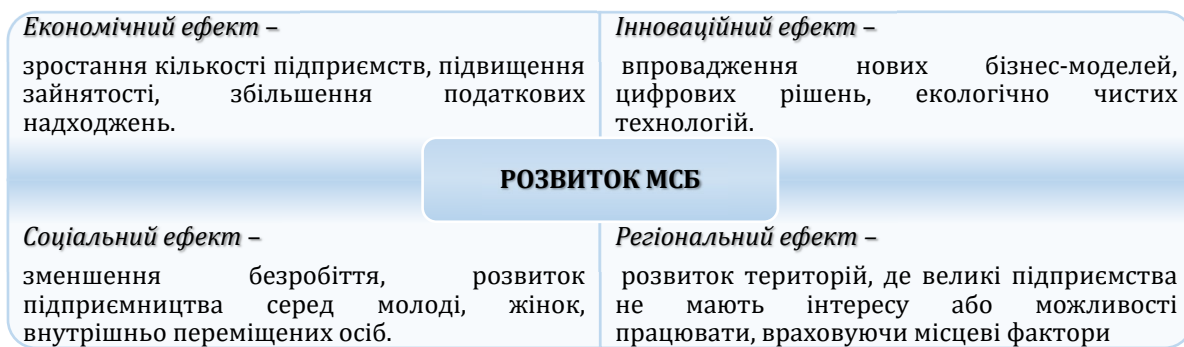 Економічний ефект –
зростання кількості підприємств, підвищення
зайнятості, збільшення податкових
надходжень.
Інноваційний ефект –
впровадження нових бізнес-моделей,
цифрових рішень, екологічно чистих
технологій.
РОЗВИТОК МСБ
Соціальний ефект –
зменшення безробіття, розвиток
підприємництва серед молоді, жінок,
внутрішньо переміщених осіб.
Регіональний ефект –
розвиток територій, де великі підприємства
не мають інтересу або можливості
працювати, враховуючи місцеві фактори